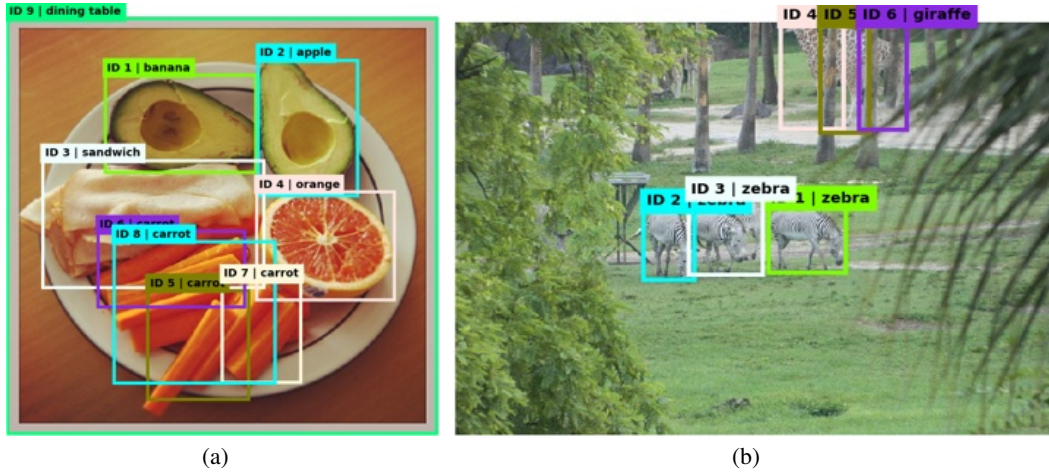 ID 9 | dining table
ID 1 | banana
ID 2 | apple
ID 3 | sandwich
ID 4 | orange
ID 6 | carrot
ID 8 | carrot
ID 7 | carrot
ID 5 | carrot
ID 4
ID 5
ID 6 | giraffe
ID 2 | zebra
ID 3 | zebra
1 | zebra
(a)
(b)